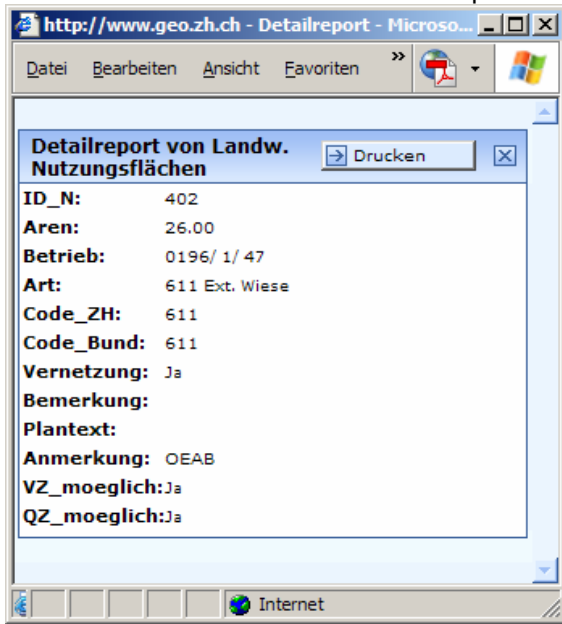 http://www.geo.zh.ch - Detailreport - Microso...
Datei Bearbeiten Ansicht Favoriten »
Detailreport von Landw.
Nutzungsflächen
Drucken
ID_N: 402
Aren: 26.00
Betrieb: 0196/ 1/ 47
Art: 611 Ext. Wiese
Code_ZH: 611
Code_Bund: 611
Vernetzung: Ja
Bemerkung:
Plantext:
Anmerkung: OEAB
VZ_moeglich:Ja
QZ_moeglich:Ja
Internet